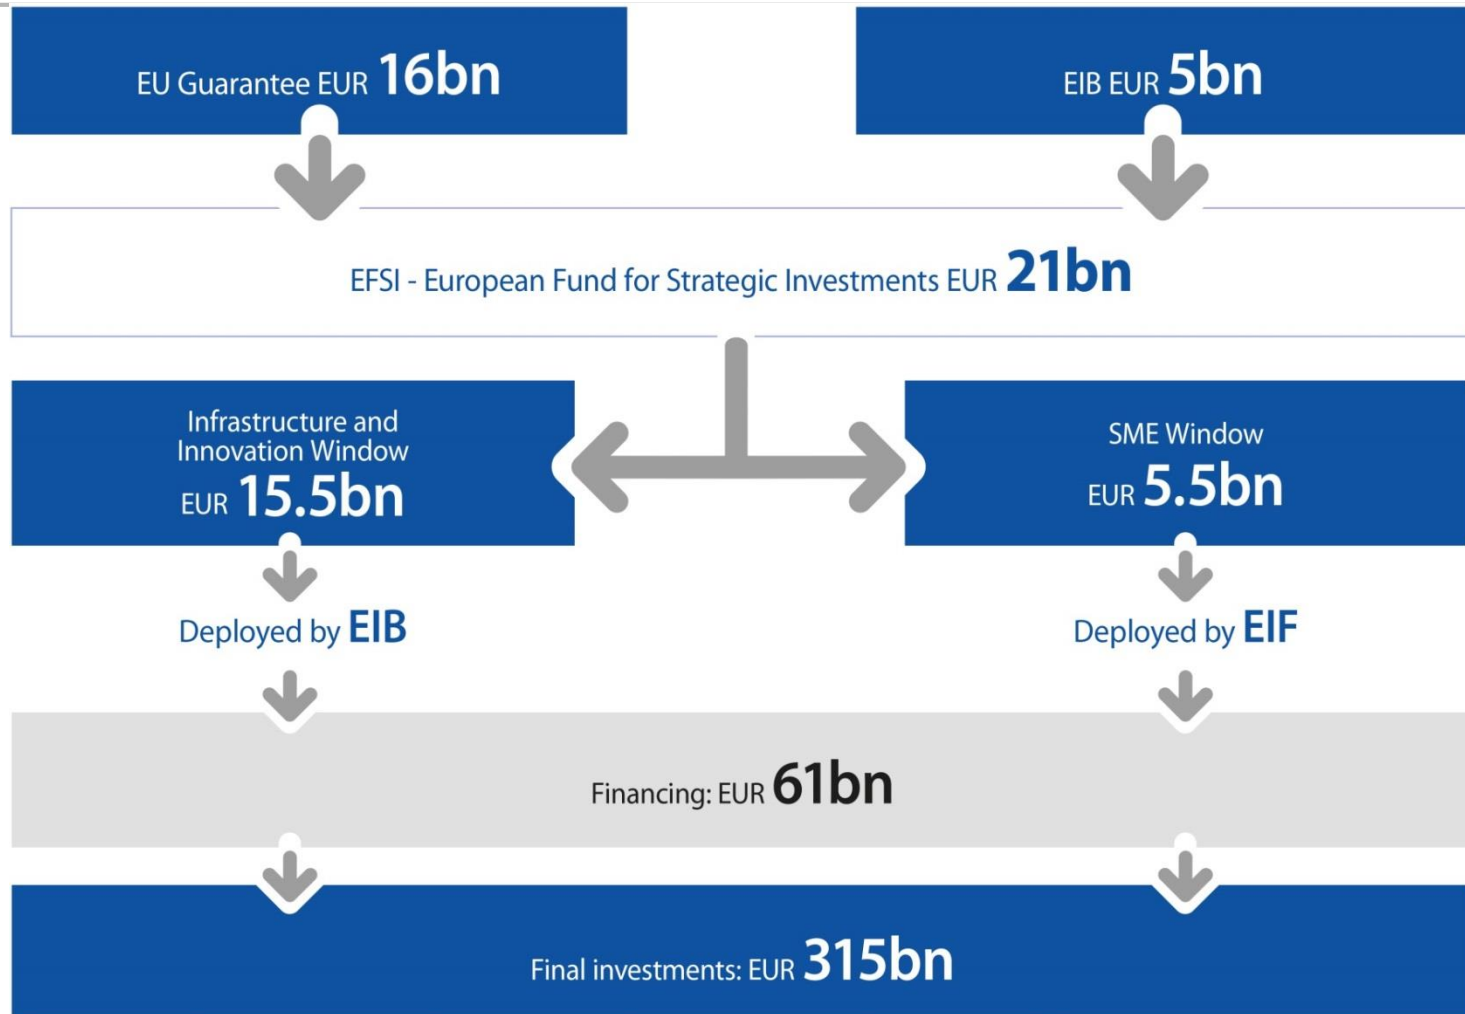 EU Guarantee EUR 16bn
EIB EUR 5bn
EFSI - European Fund for Strategic Investments EUR 21bn
Infrastructure and
Innovation Window
EUR 15.5bn
SME Window
EUR 5.5bn
Deployed by EIB
Deployed by EIF
Financing: EUR 61bn
Final investments: EUR 315bn